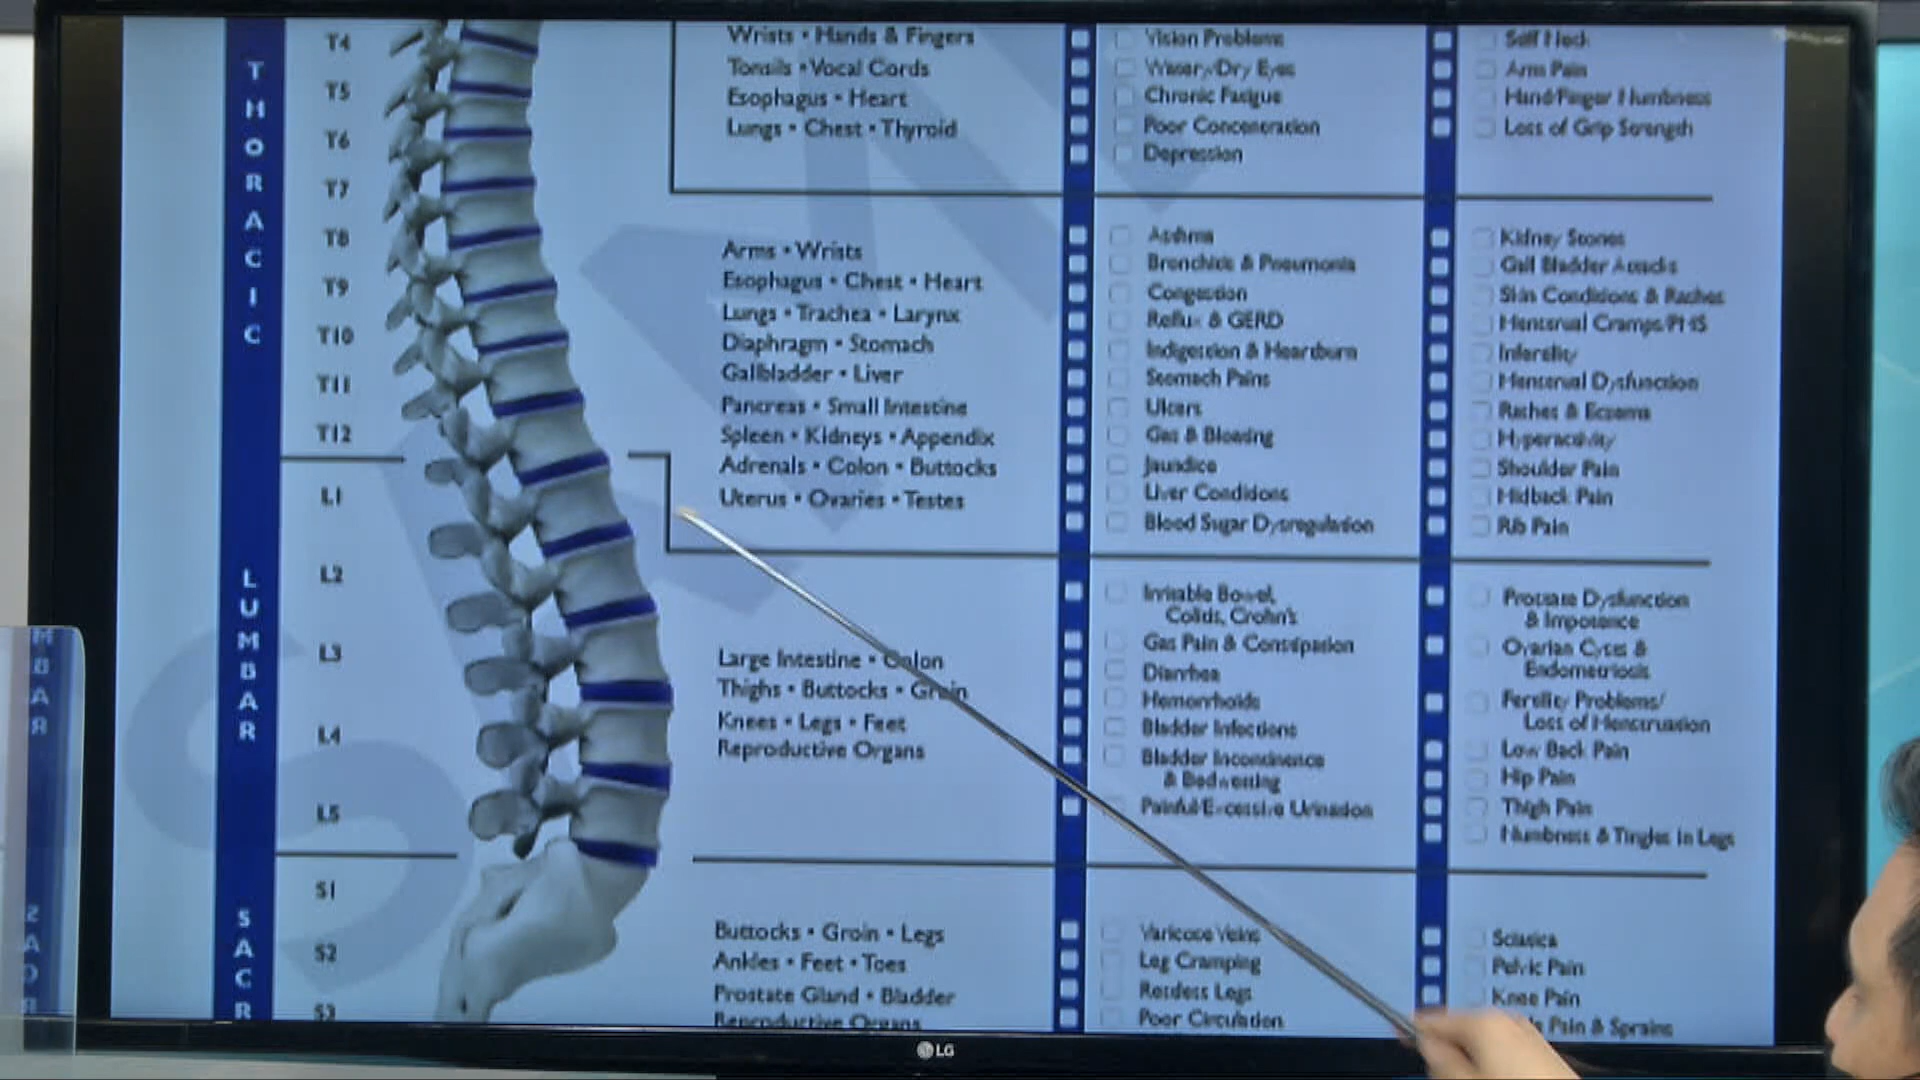 THORACIC
T4
T5
T6
T7
T8
T9
T10
T11
T12
Wrists • Hands & Fingers
Tonsils • Vocal Cords
Esophagus • Heart
Lungs • Chest • Thyroid
Vision Problems
Watery/Dry Eyes
Chronic Fatigue
Poor Concentration
Depression
Stiff Neck
Arm Pain
Hand/Finger Numbness
Loss of Grip Strength
Arms • Wrists
Esophagus • Chest • Heart
Lungs • Trachea • Larynx
Diaphragm • Stomach
Gallbladder • Liver
Pancreas • Small Intestine
Spleen • Kidneys • Appendix
Adrenals • Colon • Buttocks
Uterus • Ovaries • Testes
Asthma
Bronchitis & Pneumonia
Congestion
Reflux & GERD
Indigestion & Heartburn
Stomach Pains
Ulcers
Gas & Bloating
Jaundice
Liver Conditions
Blood Sugar Dysregulation
Kidney Stones
Gall Bladder Attacks
Skin Conditions & Rashes
Menstrual Cramps/PMS
Infertility
Menstrual Dysfunction
Rashes & Eczema
Hyperactivity
Shoulder Pain
Midback Pain
Rib Pain
LUMBAR
L1
L2
L3
L4
L5
Large Intestine • Colon
Thighs • Buttocks • Groin
Knees • Legs • Feet
Reproductive Organs
Irritable Bowel,
Colitis, Crohn's
Gas Pain & Constipation
Diarrhea
Hemorrhoids
Bladder Infections
Bladder Incontinence
& Bedwetting
Painful/Excessive Urination
Prostate Dysfunction
& Impotence
Ovarian Cysts &
Endometriosis
Fertility Problems/
Loss of Menstruation
Low Back Pain
Hip Pain
Thigh Pain
Numbness & Tingles in Legs
SACR
S1
S2
S3
Buttocks • Groin • Legs
Ankles • Feet • Toes
Prostate Gland • Bladder
Reproductive Organs
Varicose Veins
Leg Cramping
Restless Legs
Poor Circulation
Sciatica
Pelvic Pain
Knee Pain
Pain & Sprains
LG